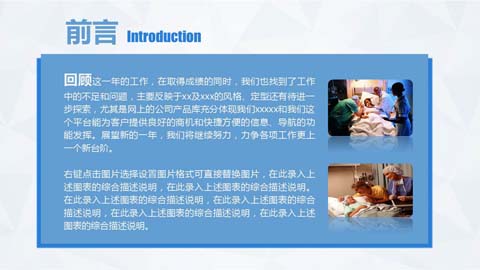 前言 Introduction
回顾这一年的工作，在取得成绩的同时，我们也找到了工作
中的不足和问题，主要反映于xx及xxx的风格、定型还有待进一
步探索，尤其是网上的公司产品库充分体现我们xxxxx和我们这
个平台能为客户提供良好的商机和快捷方便的信息、导航的功
能发挥。展望新的一年，我们将继续努力，力争各项工作更上
一个新台阶。
右键点击图片选择设置图片格式可直接替换图片，在此录入上
述图表的综合描述说明，在此录入上述图表的综合描述说明。
在此录入上述图表的综合描述说明，在此录入上述图表的综合
描述说明，在此录入上述图表的综合描述说明，在此录入上述
图表的综合描述说明。